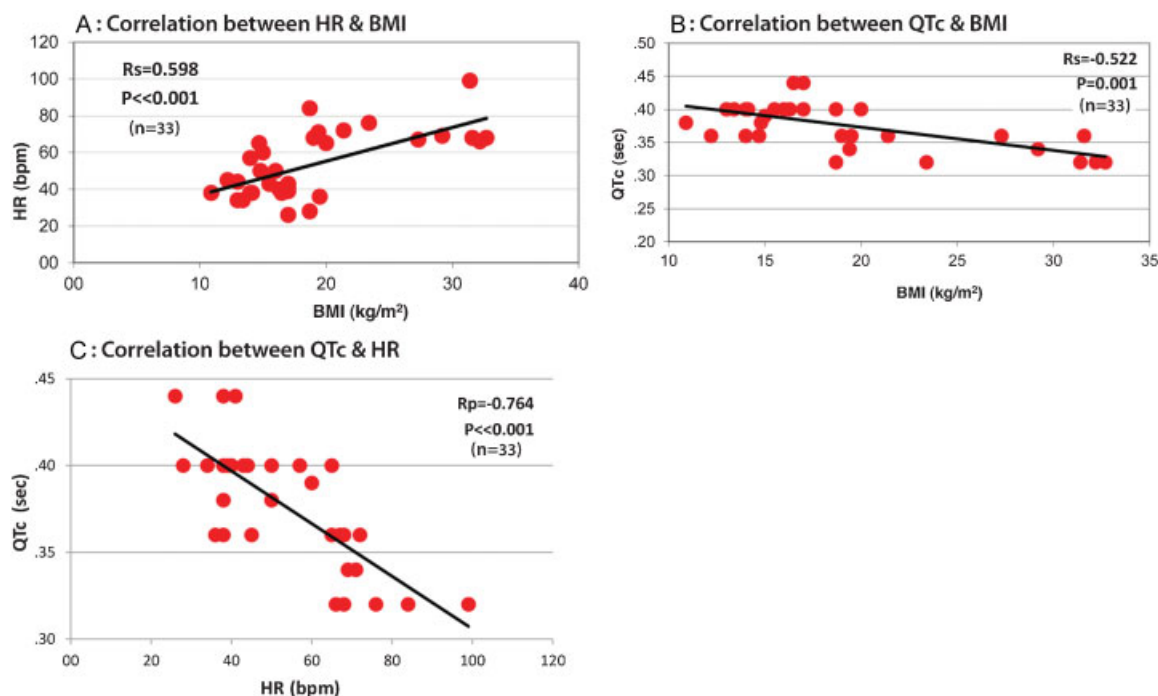 A : Correlation between HR & BMI
HR (bpm)
120
100
80
60
40
20
00
Rs=0.598
P<<0.001
(n=33)
00
10
20
30
40
BMI (kg/m²)
B : Correlation between QTc & BMI
QTc (sec)
.50
.45
.40
.35
.30
.25
.20
Rs=-0.522
P=0.001
(n=33)
10
15
20
25
30
35
BMI (kg/m²)
C : Correlation between QTc & HR
QTc (sec)
.45
.40
.35
.30
Rp=-0.764
P<<0.001
(n=33)
00
20
40
60
80
100
120
HR (bpm)